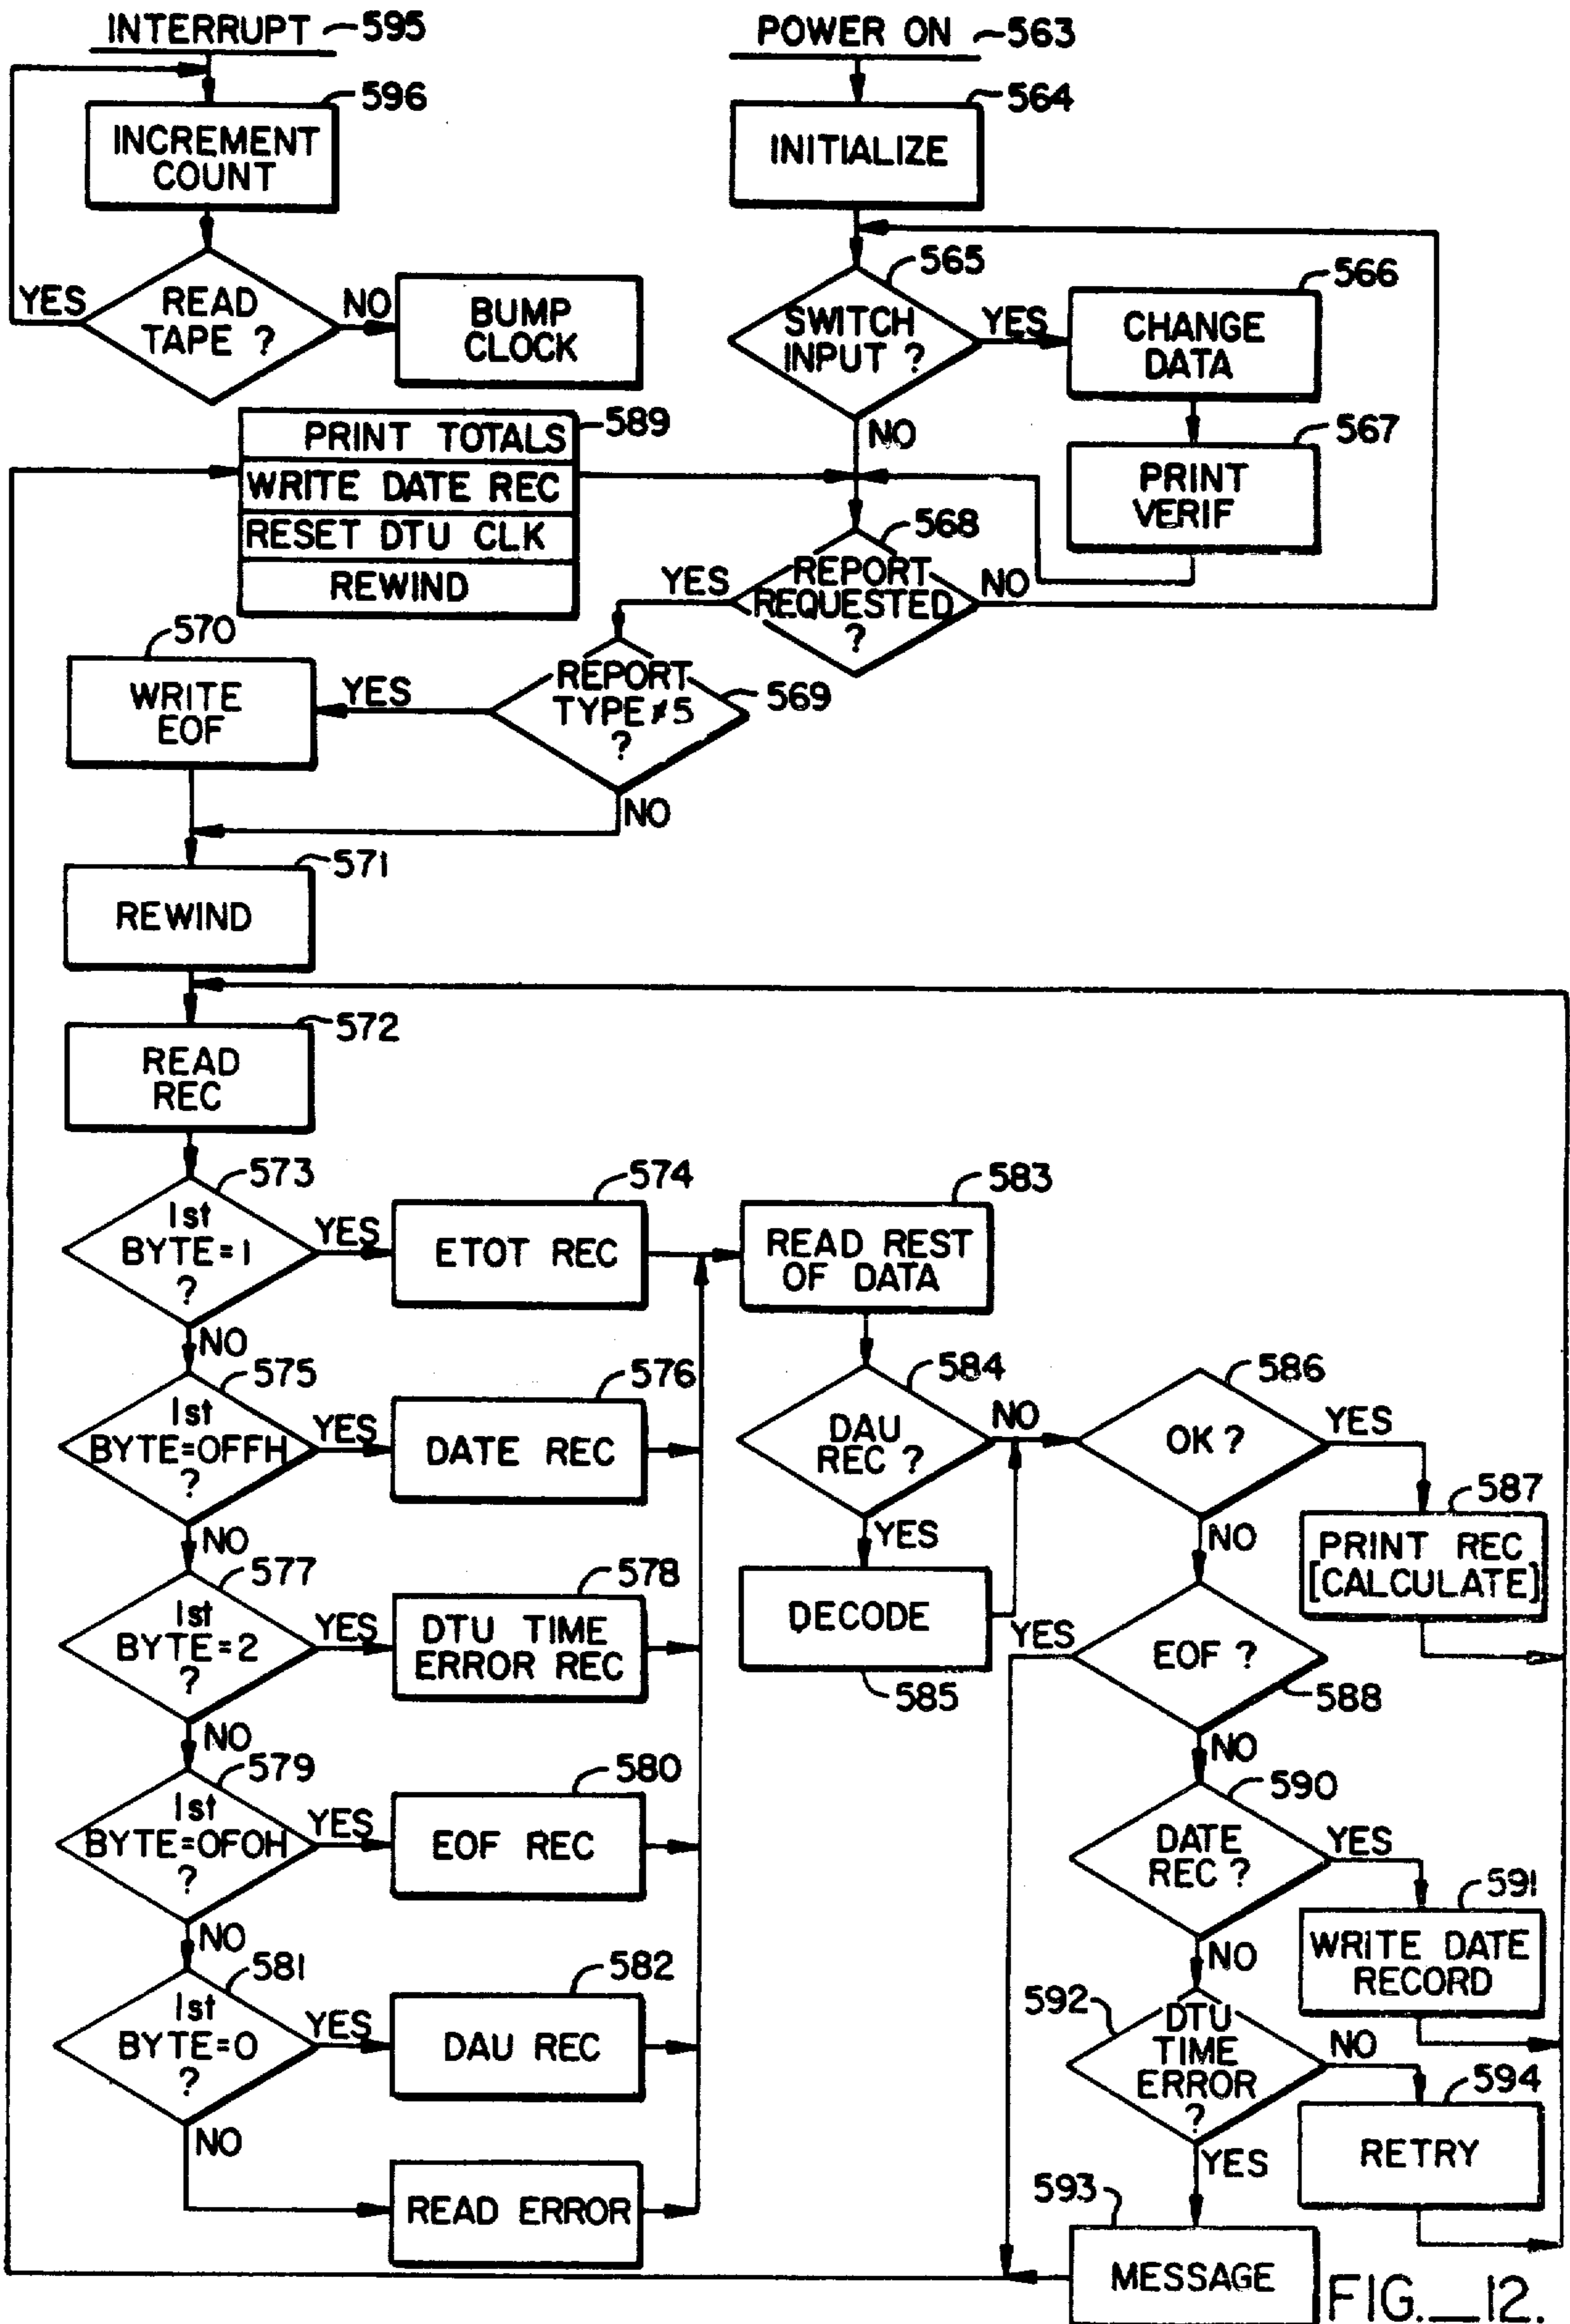 INTERRUPT 595
POWER ON 563
596
INCREMENT
COUNT
564
INITIALIZE
READ
TAPE ?
YES
NO
BUMP
CLOCK
565
SWITCH
INPUT ?
YES
NO
566
CHANGE
DATA
567
PRINT
VERIF
589
PRINT TOTALS
WRITE DATE REC
RESET DTU CLK
REWIND
568
REPORT
REQUESTED
?
YES
NO
569
REPORT
TYPE≠5
?
YES
NO
570
WRITE
EOF
571
REWIND
572
READ
REC
573
1st
BYTE=1
?
YES
NO
574
ETOT REC
575
1st
BYTE=OFFH
?
YES
NO
576
DATE REC
577
1st
BYTE=2
?
YES
NO
578
DTU TIME
ERROR REC
579
1st
BYTE=OFOH
?
YES
NO
580
EOF REC
581
1st
BYTE=0
?
YES
NO
582
DAU REC
READ ERROR
583
READ REST
OF DATA
584
DAU
REC ?
NO
YES
DECODE
585
586
OK ?
YES
NO
587
PRINT REC
[CALCULATE]
588
EOF ?
YES
NO
590
DATE
REC ?
YES
NO
591
WRITE DATE
RECORD
592
DTU
TIME
ERROR
?
NO
YES
594
RETRY
593
MESSAGE
FIG.__12.